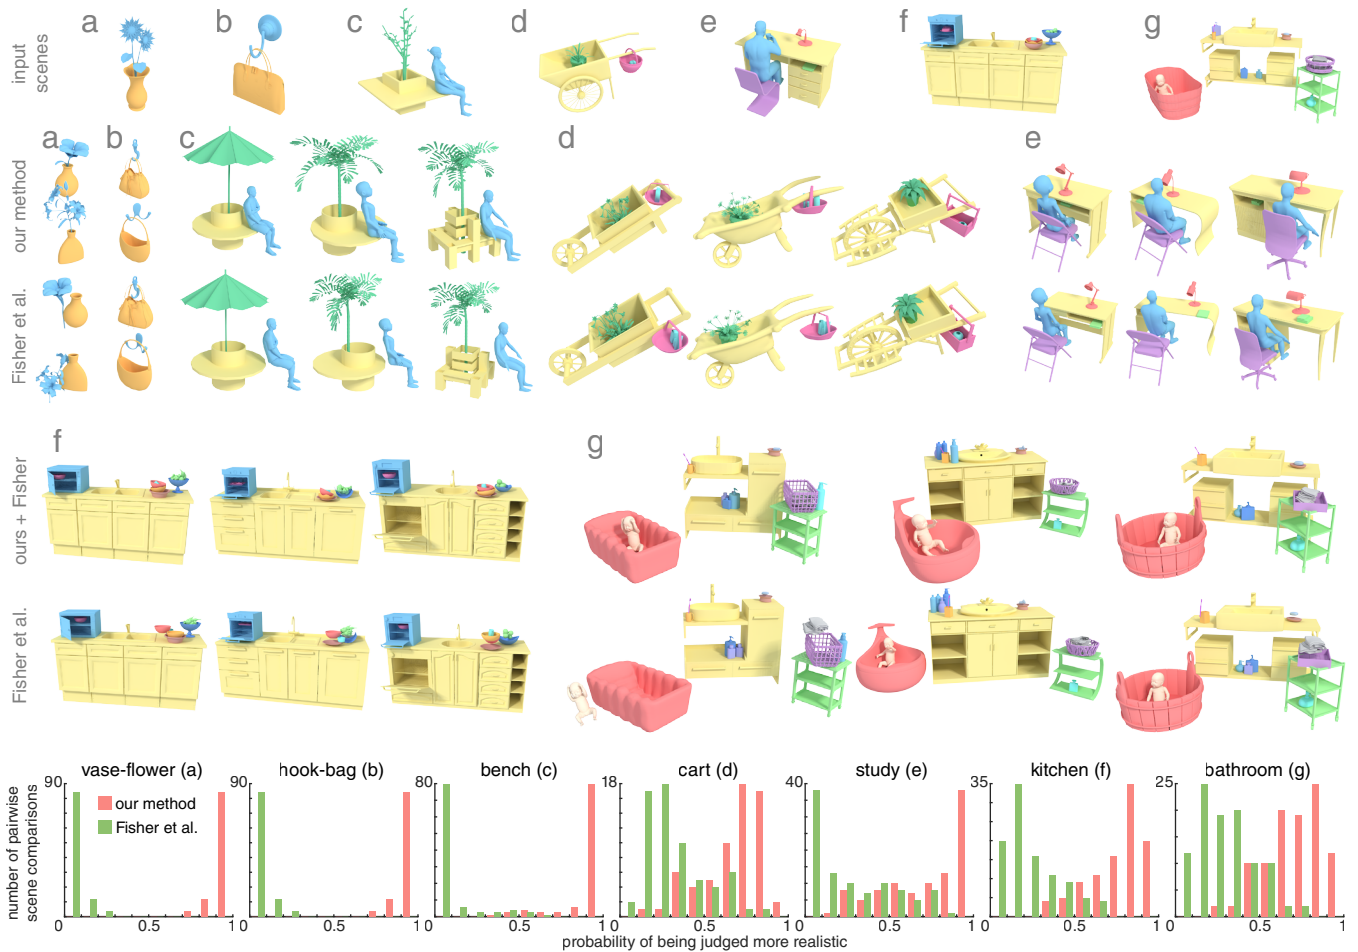 a b c d e f g
input scenes
a b c d e
our method
Fisher et al.
f g
ours + Fisher
Fisher et al.
vase-flower (a) hook-bag (b) bench (c) cart (d) study (e) kitchen (f) bathroom (g)
90 90 80 18 40 35 25
our method
Fisher et al.
number of pairwise
scene comparisons
0 0.5 1 0 0.5 1 0 0.5 1 0 0.5 1 0 0.5 1 0 0.5 1 0 0.5 1
probability of being judged more realistic